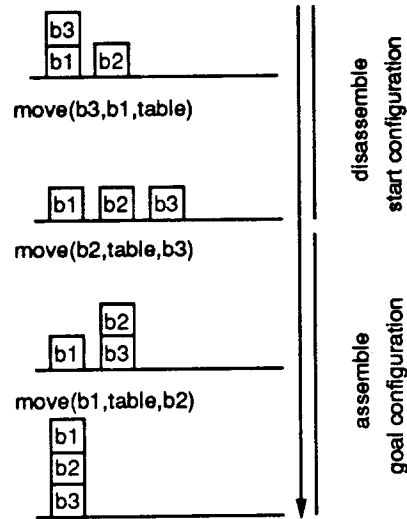 b3
b1 b2
move(b3,b1,table)
b1 b2 b3
move(b2,table,b3)
b2
b1 b3
move(b1,table,b2)
b1
b2
b3
disassemble
start configuration
assemble
goal configuration